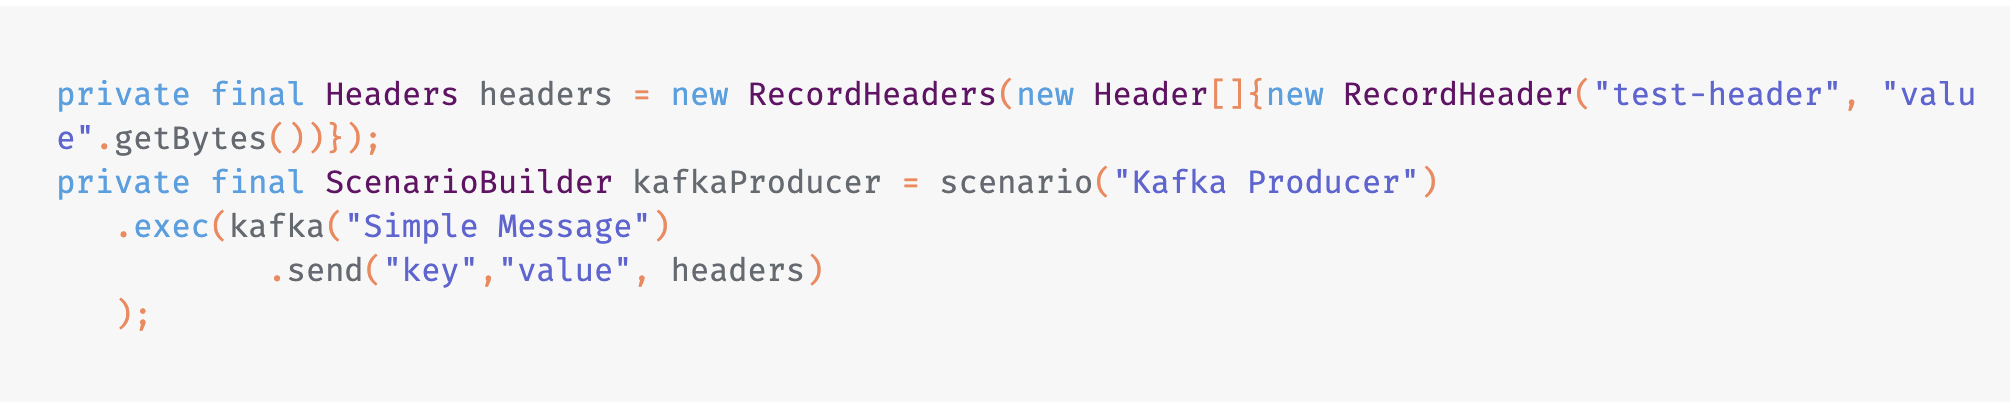 private final Headers headers = new RecordHeaders(new Header[]{new RecordHeader("test-header", "valu
e".getBytes())});
private final ScenarioBuilder kafkaProducer = scenario("Kafka Producer")
   .exec(kafka("Simple Message")
           .send("key","value", headers)
   );